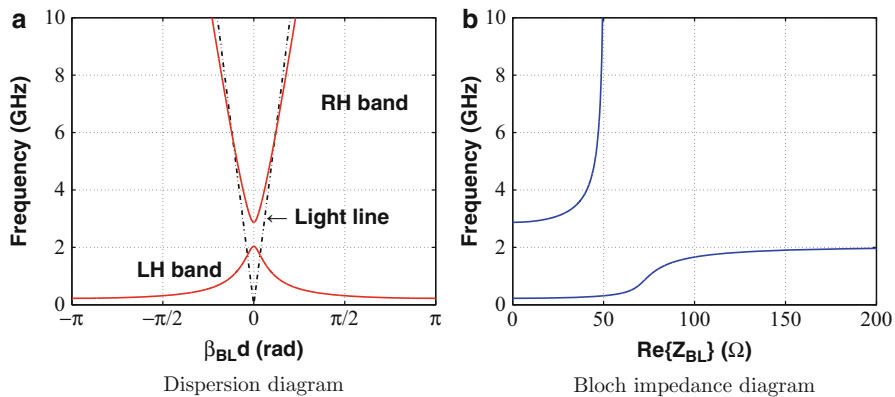 a
10
8
6
4
2
0
Frequency (GHz)
RH band
← Light line
LH band
−π
−π/2
0
π/2
π
βBLd (rad)
Dispersion diagram
b
10
8
6
4
2
0
Frequency (GHz)
0
50
100
150
200
Re{ZBL} (Ω)
Bloch impedance diagram